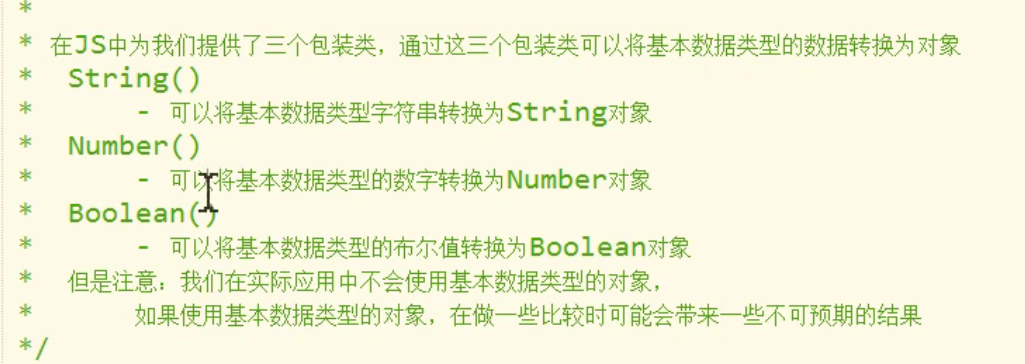 *
* 在JS中为我们提供了三个包装类，通过这三个包装类可以将基本数据类型的数据转换为对象
* String()
* - 可以将基本数据类型字符串转换为String对象
* Number()
* - 可以将基本数据类型的数字转换为Number对象
* Boolean()
* - 可以将基本数据类型的布尔值转换为Boolean对象
* 但是注意：我们在实际应用中不会使用基本数据类型的对象，
* 如果使用基本数据类型的对象，在做一些比较时可能会带来一些不可预期的结果
*/